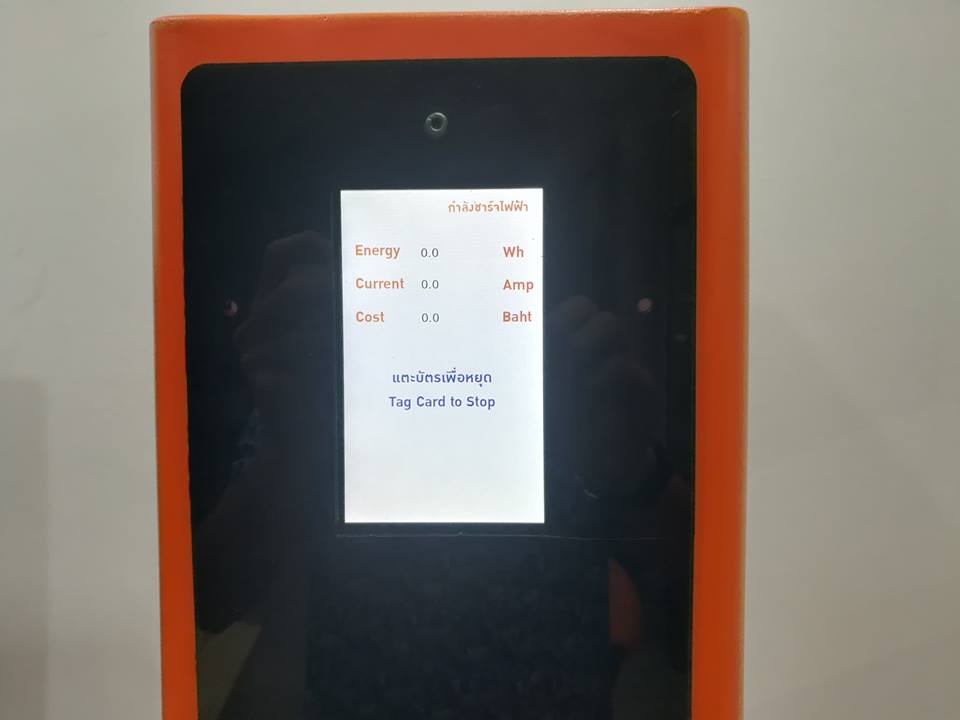 กำลังชาร์จไฟฟ้า
Energy 0.0 Wh
Current 0.0 Amp
Cost 0.0 Baht
แตะบัตรเพื่อหยุด
Tag Card to Stop